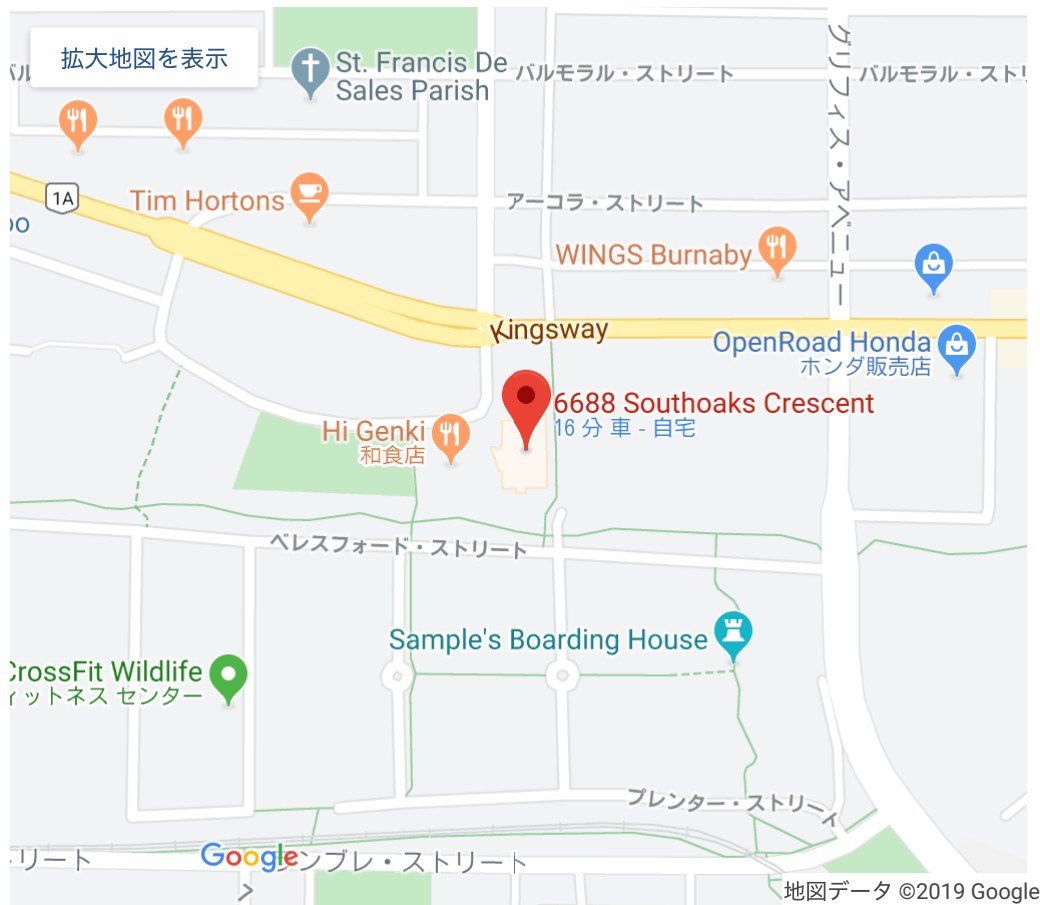 拡大地図を表示
St. Francis De
Sales Parish
バルモラル・ストリート
バルモラル・ストリ
グリフィス・アベニュー
1A
Tim Hortons
アーコラ・ストリート
WINGS Burnaby
Kingsway
OpenRoad Honda
ホンダ販売店
6688 Southoaks Crescent
16 分 車 - 自宅
Hi Genki
和食店
ベレスフォード・ストリート
Sample's Boarding House
CrossFit Wildlife
ィットネス センター
プレンター・ストリート
リート
Google
ンブレ・ストリート
地図データ ©2019 Google